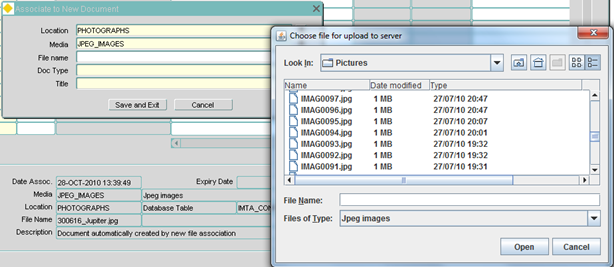 Associate to New Document
Location PHOTOGRAPHS
Media JPEG_IMAGES
File name
Doc Type
Title
Save and Exit Cancel
Date Assoc. 28-OCT-2010 13:39:49 Expiry Date
Media JPEG_IMAGES Jpeg images
Location PHOTOGRAPHS Database Table IMTA_CON
File Name 300616_Jupiter.jpg
Description Document automatically created by new file association
Choose file for upload to server
Look In: Pictures
Name Date modified Type
IMAG0097.jpg 1 MB 27/07/10 20:47
IMAG0096.jpg 1 MB 27/07/10 20:47
IMAG0095.jpg 1 MB 27/07/10 20:07
IMAG0094.jpg 1 MB 27/07/10 20:01
IMAG0093.jpg 1 MB 27/07/10 19:32
IMAG0092.jpg 1 MB 27/07/10 19:32
IMAG0091.jpg 1 MB 27/07/10 19:31
File Name:
Files of Type: Jpeg images
Open Cancel